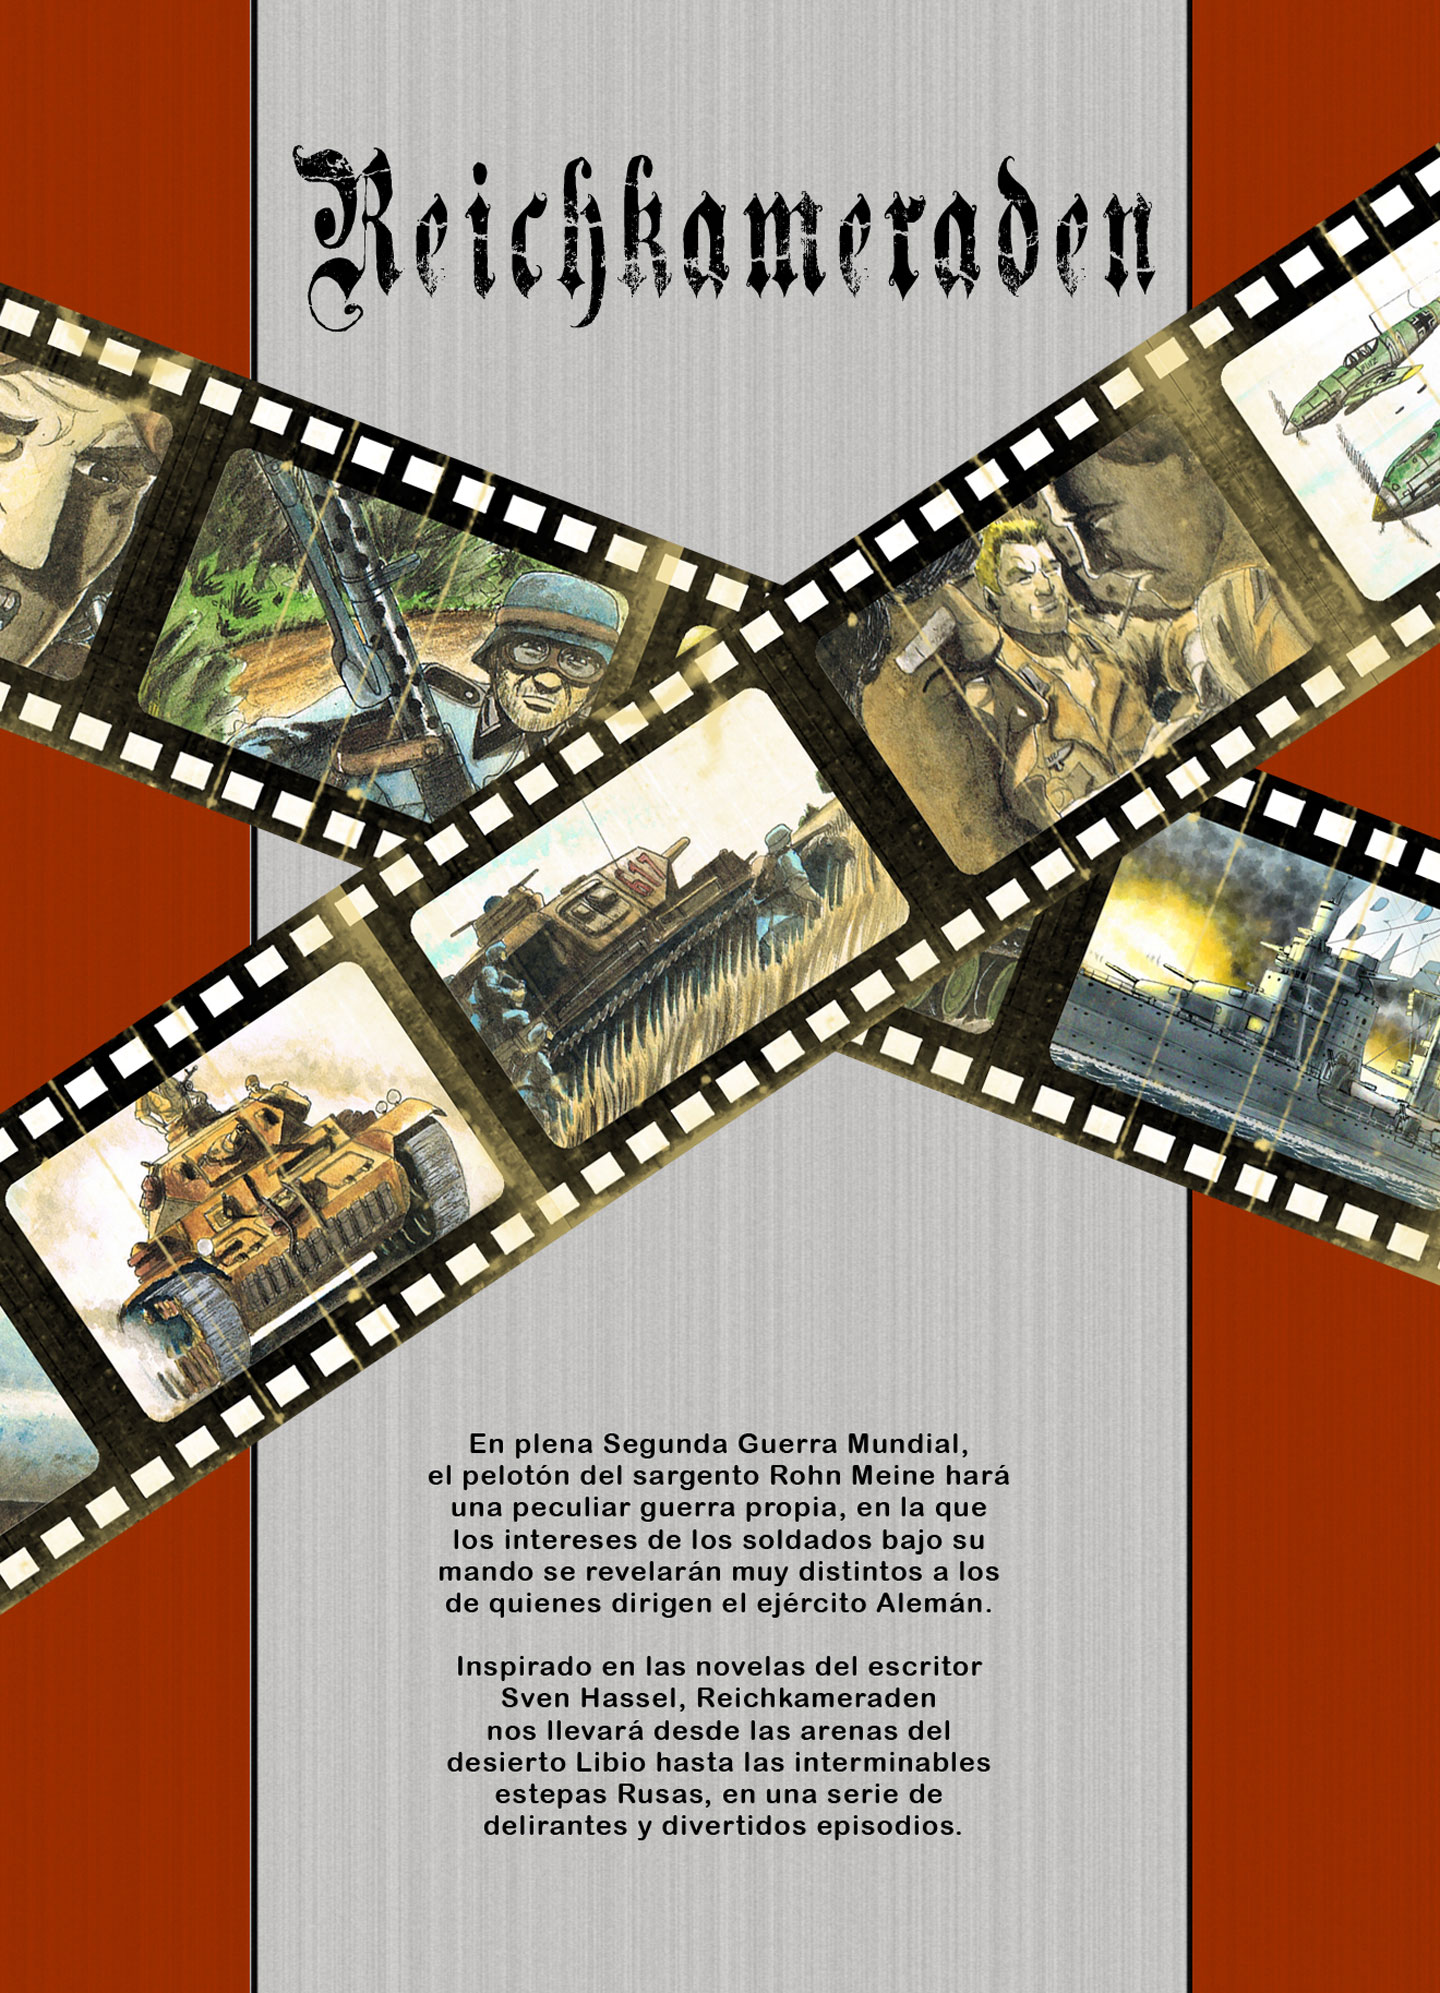 Reichkameraden
617
En plena Segunda Guerra Mundial,
el pelotón del sargento Rohn Meine hará
una peculiar guerra propia, en la que
los intereses de los soldados bajo su
mando se revelarán muy distintos a los
de quienes dirigen el ejército Alemán.
Inspirado en las novelas del escritor
Sven Hassel, Reichkameraden
nos llevará desde las arenas del
desierto Libio hasta las interminables
estepas Rusas, en una serie de
delirantes y divertidos episodios.